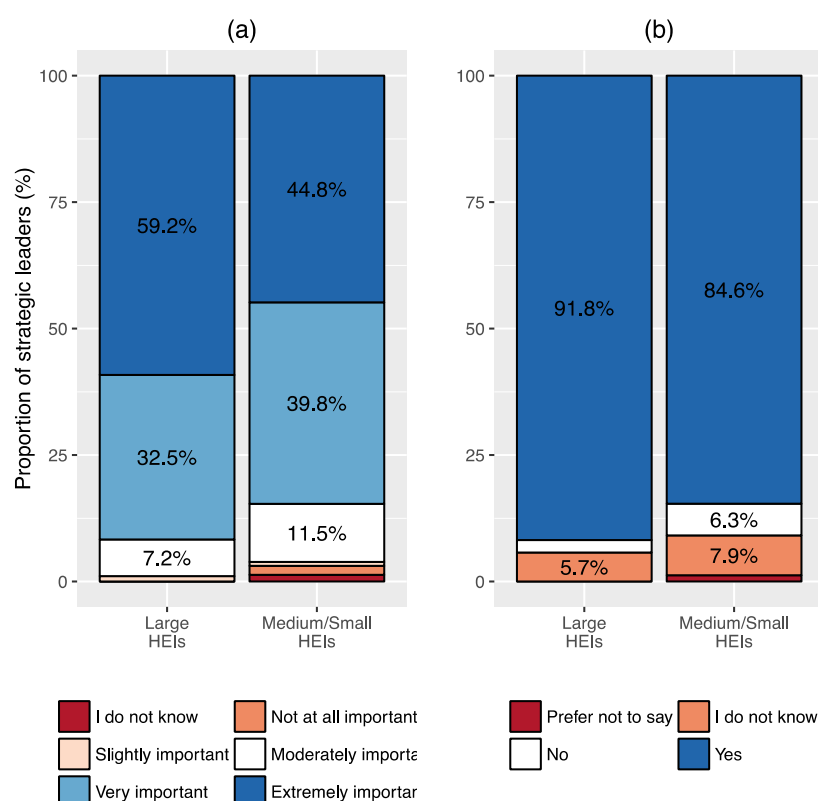 (a)
(b)
Proportion of strategic leaders (%)
100
75
50
25
0
59.2%
32.5%
7.2%
44.8%
39.8%
11.5%
Large
HEIs
Medium/Small
HEIs
100
75
50
25
0
91.8%
5.7%
84.6%
6.3%
7.9%
Large
HEIs
Medium/Small
HEIs
I do not know
Not at all important
Slightly important
Moderately importa
Very important
Extremely importar
Prefer not to say
I do not know
No
Yes